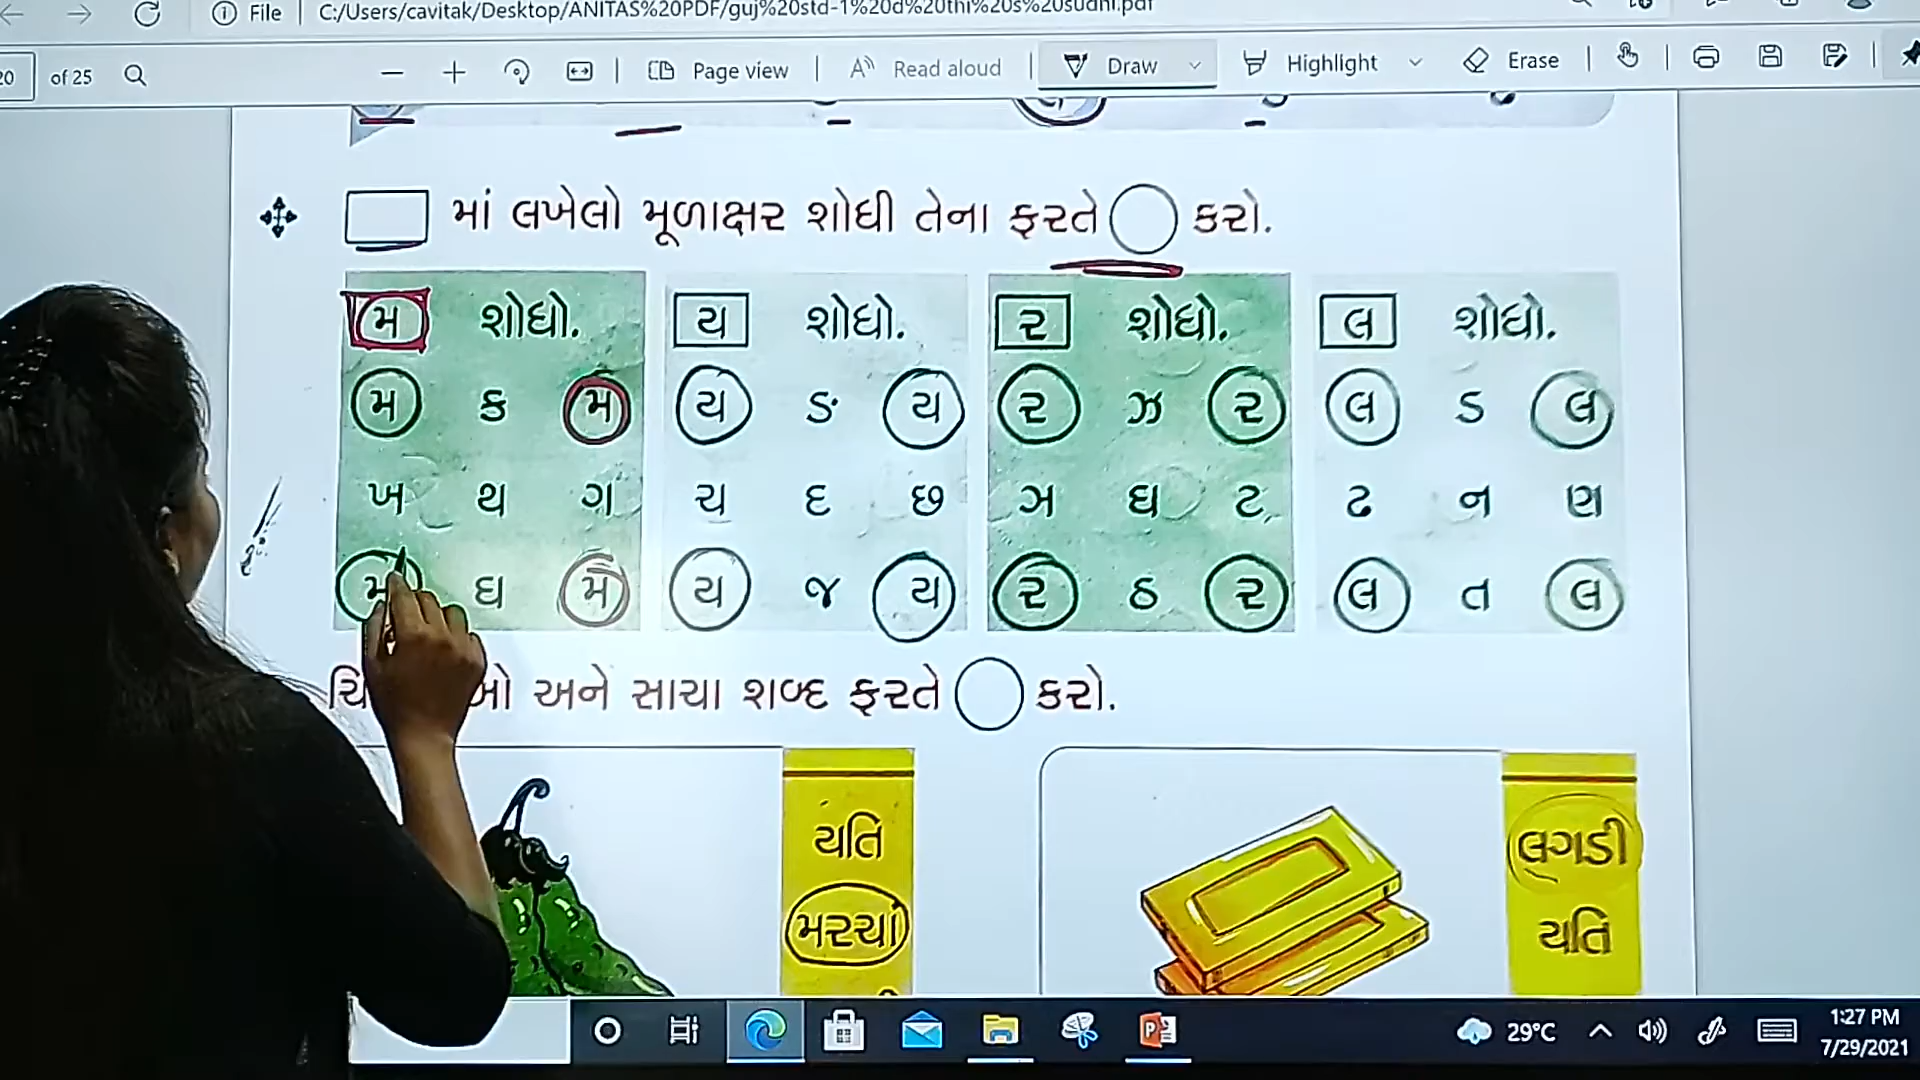 File C:/Users/cavitak/Desktop/ANITAS%20PDF/guj%20std-1%20d%20thi%20s%20sudhi.pdf
20 of 25 Page view Read aloud Draw Highlight Erase
માં લખેલો મૂળાક્ષર શોધી તેના ફરતે કરો.
મ શોધો. ય શોધો. ર શોધો. લ શોધો.
મ ક મ ય ઙ ય ર ઝ ર લ ડ લ
ખ થ ગ ચ દ છ ઞ ઘ ટ ઢ ન ણ
મ ઘ મ ય જ ય ર ઠ ર લ ત લ
અને સાચા શબ્દ ફરતે કરો.
યતિ
મરચાં
લગડી
યતિ
29°C 1:27 PM
7/29/2021